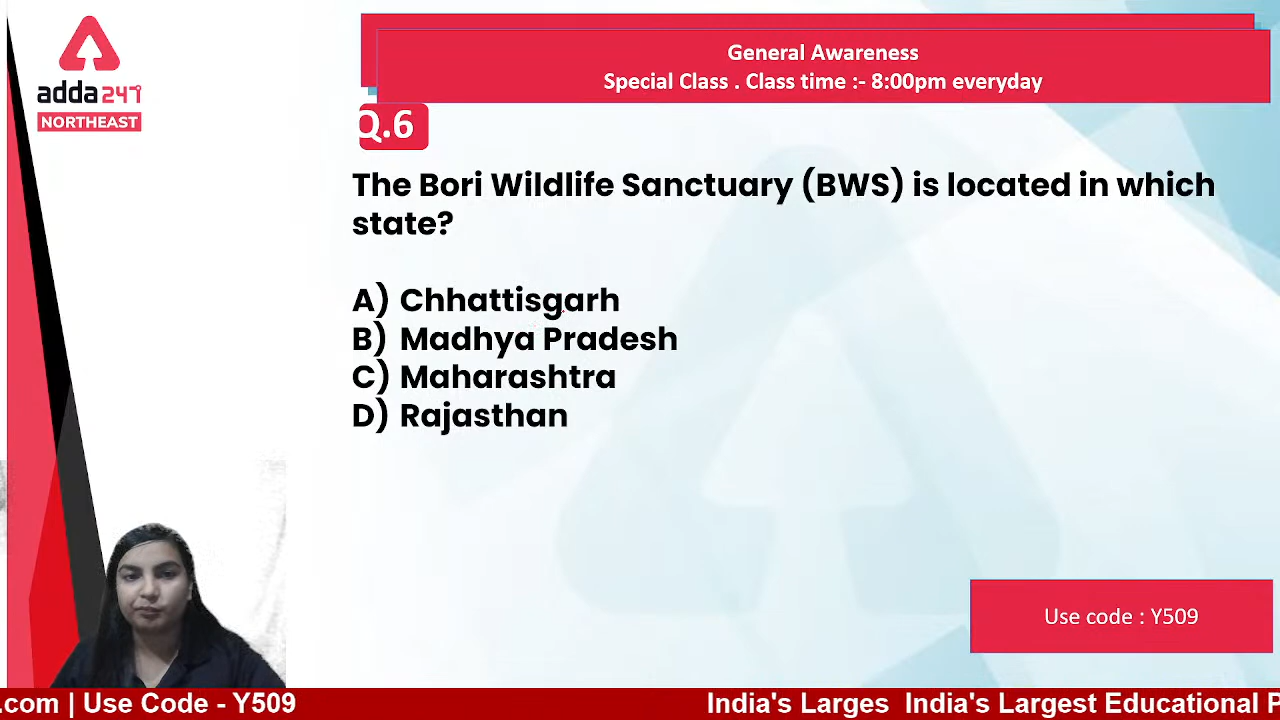 adda247
NORTHEAST
General Awareness
Special Class . Class time :- 8:00pm everyday
Q.6
The Bori Wildlife Sanctuary (BWS) is located in which
state?
A) Chhattisgarh
B) Madhya Pradesh
C) Maharashtra
D) Rajasthan
Use code : Y509
.com | Use Code - Y509
India's Larges India's Largest Educational P